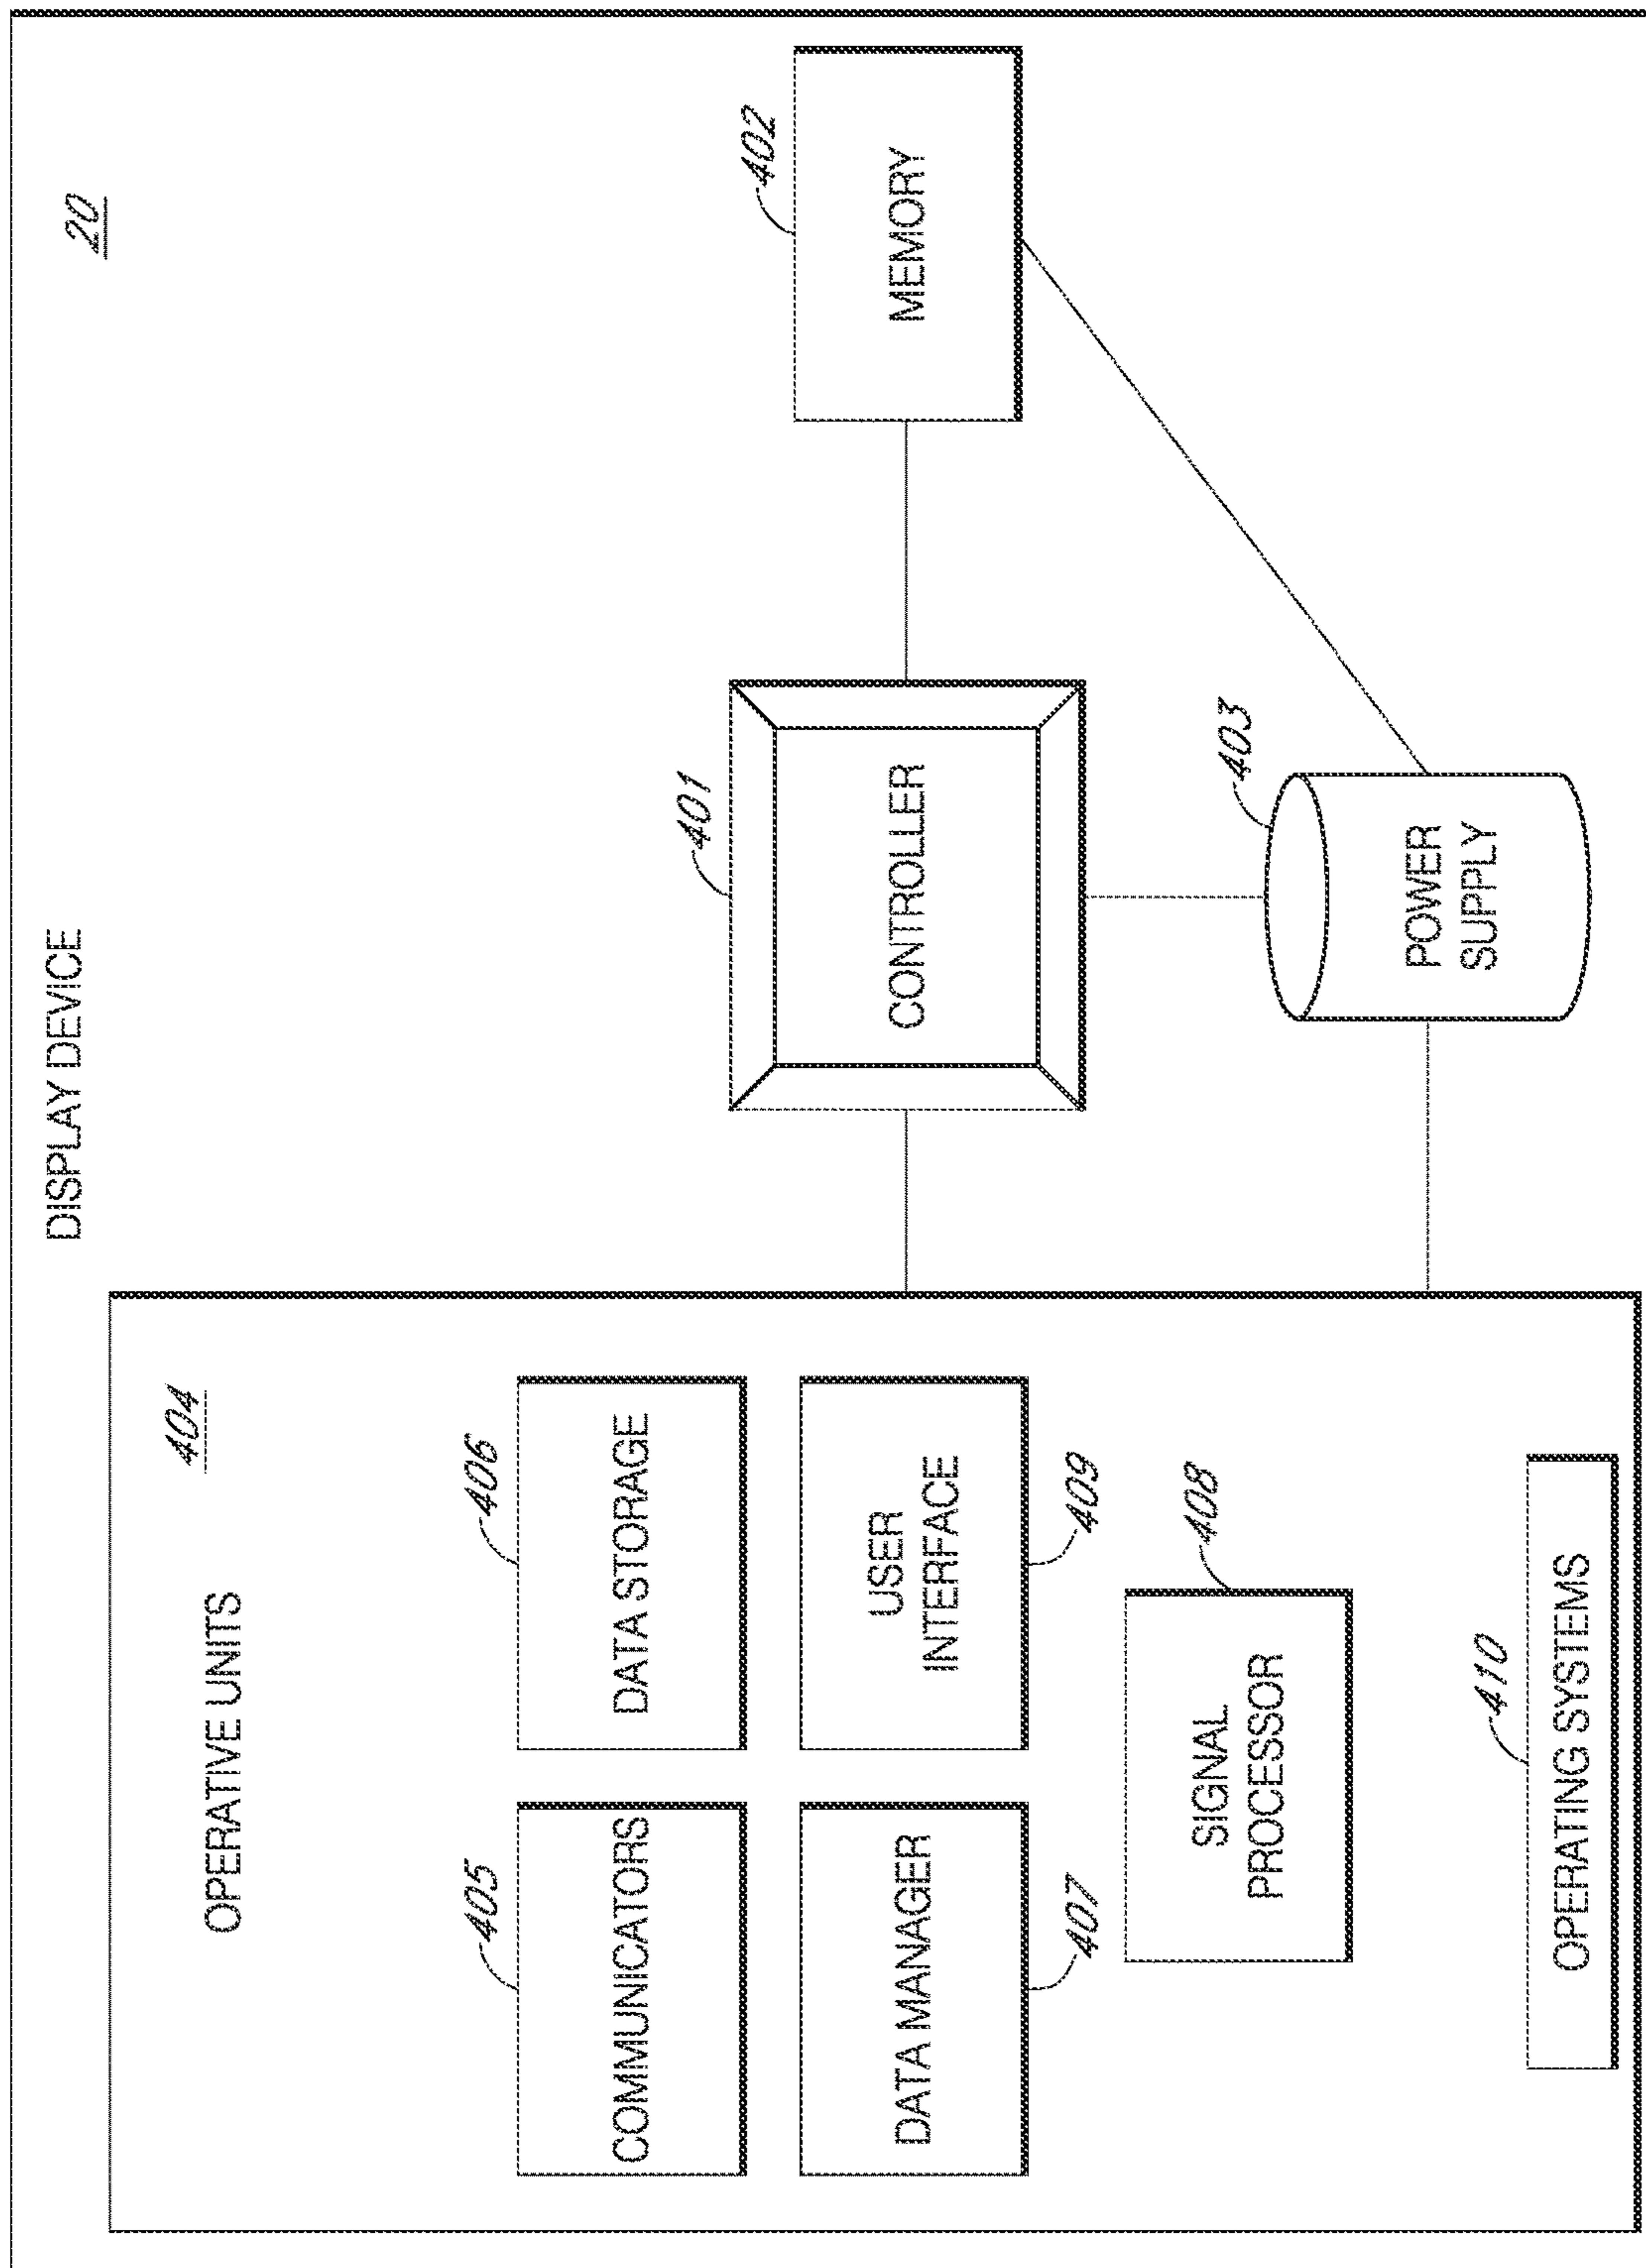 DISPLAY DEVICE
20
OPERATIVE UNITS
404
405
406
COMMUNICATORS
DATA STORAGE
DATA MANAGER
USER
INTERFACE
407
409
SIGNAL
PROCESSOR
408
410
OPERATING SYSTEMS
401
CONTROLLER
402
MEMORY
403
POWER
SUPPLY